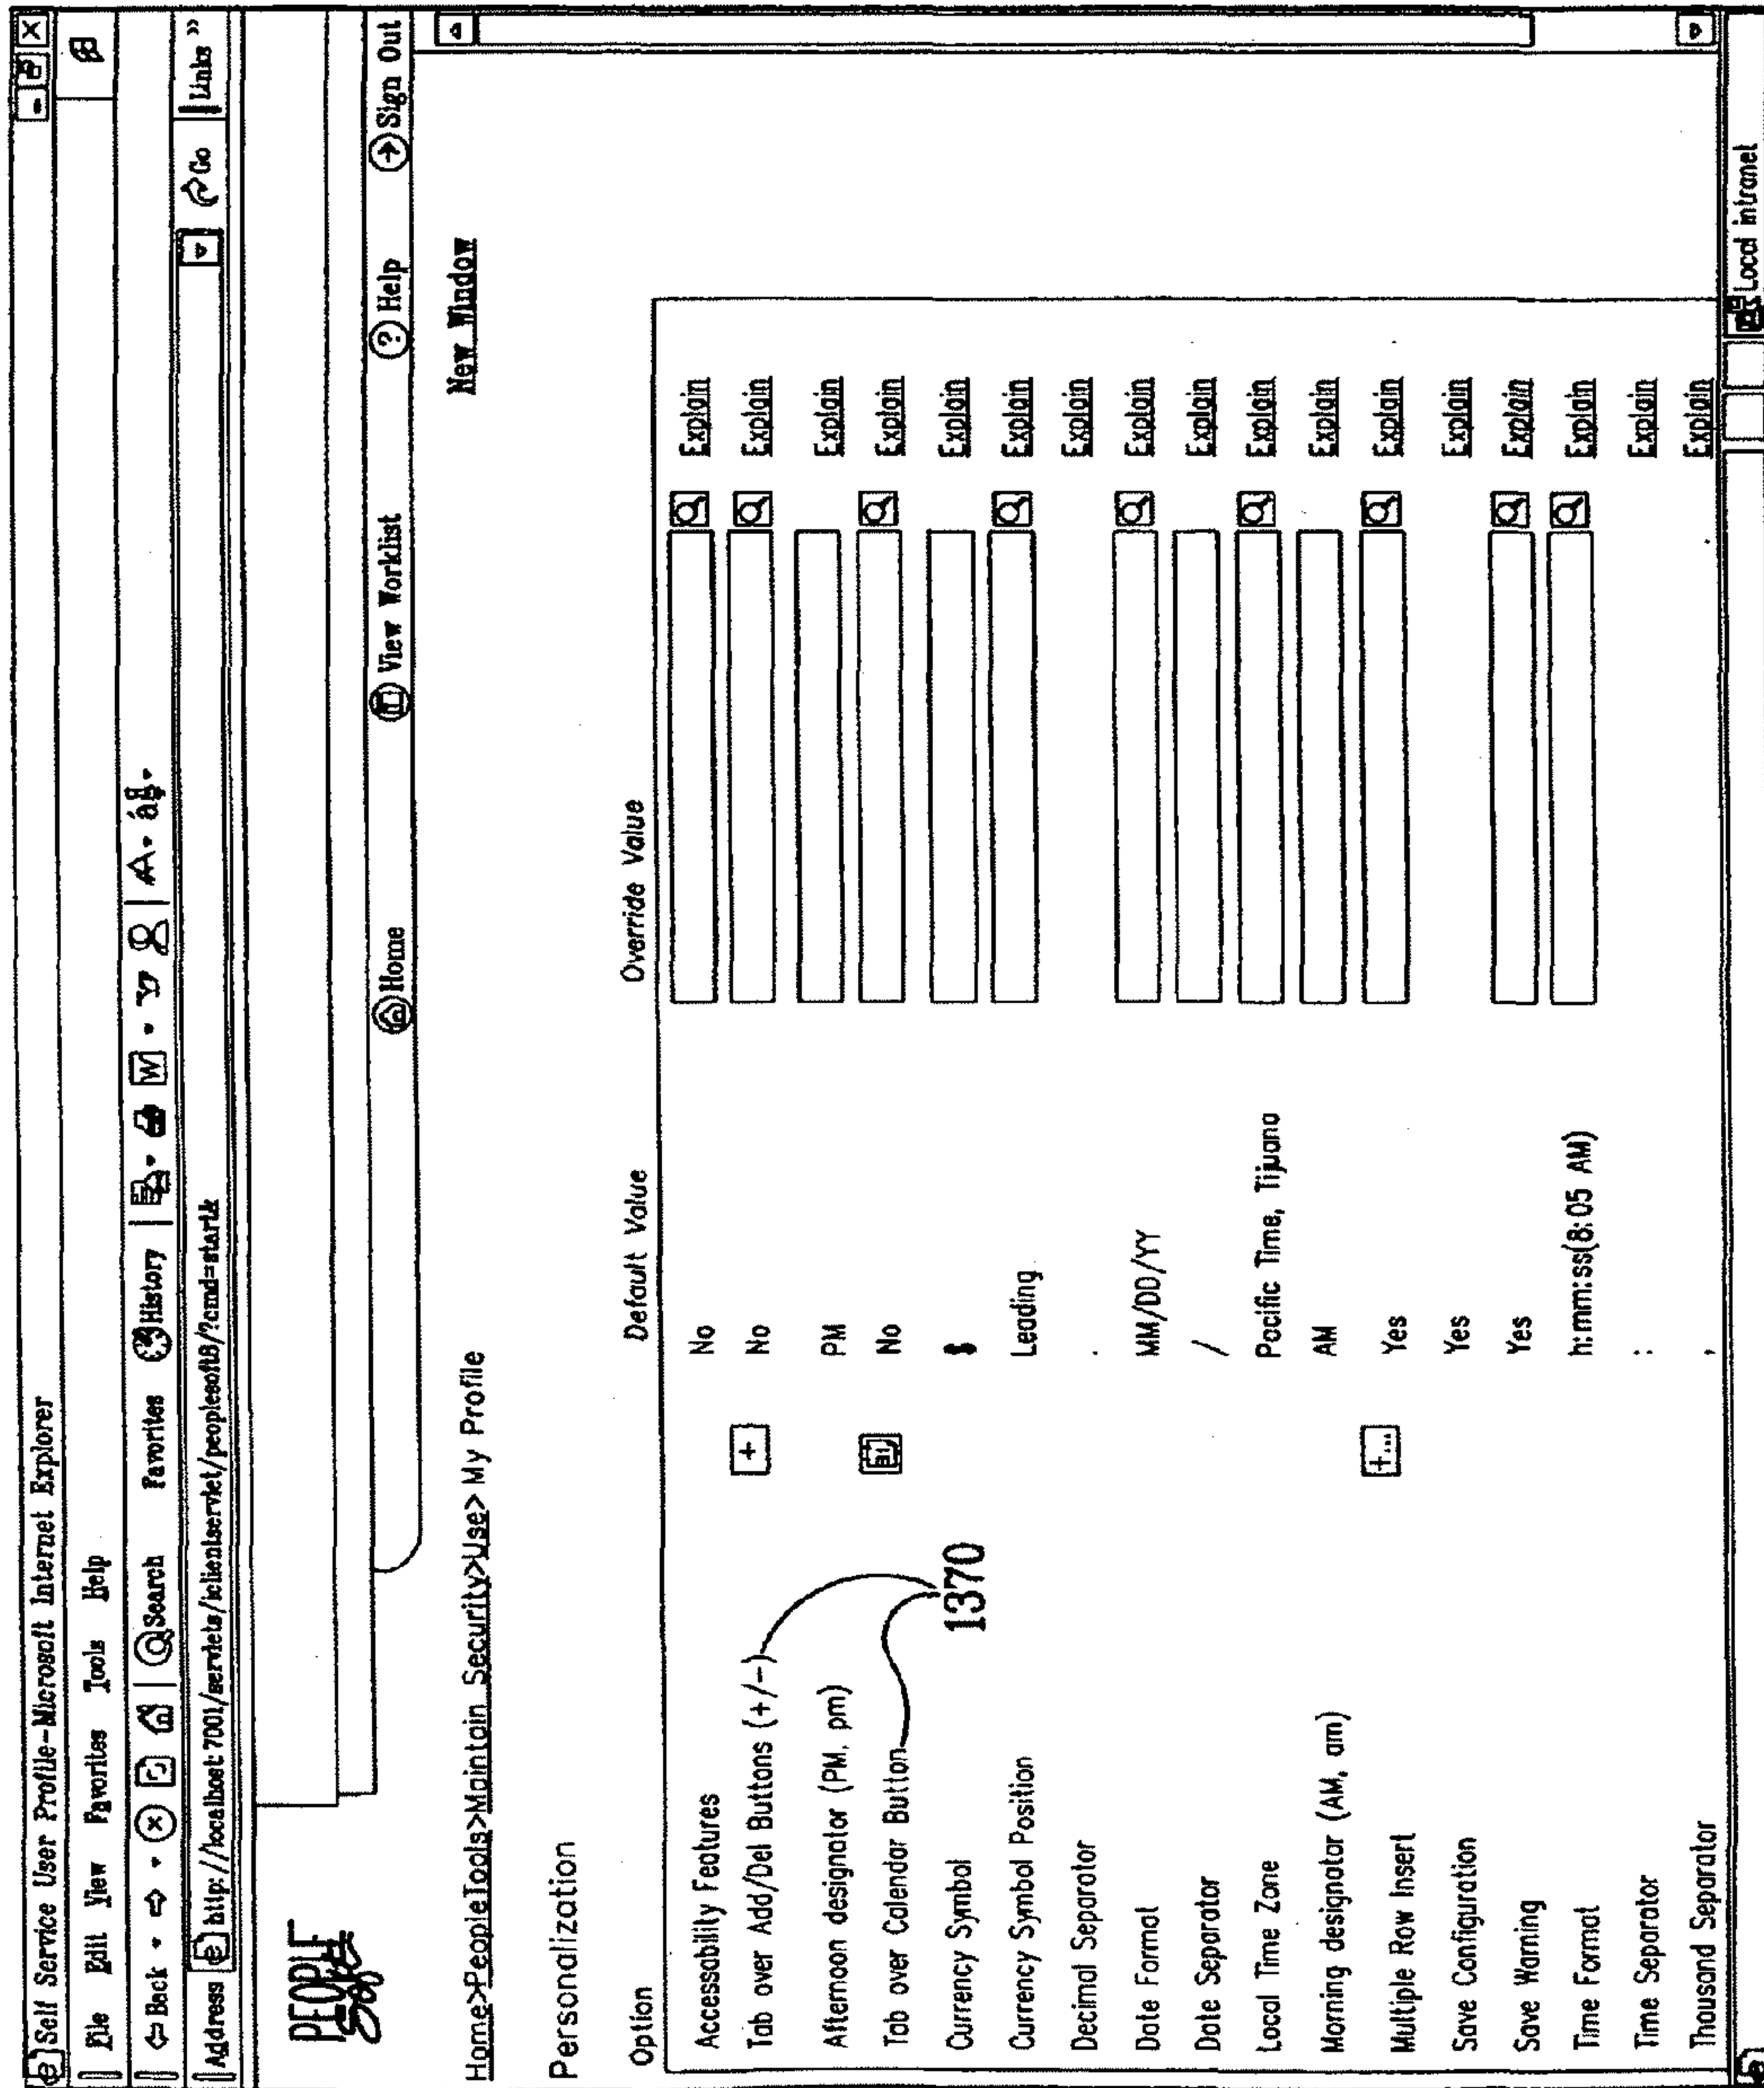 Self Service User Profile-Microsoft Internet Explorer
File Edit View Favorites Tools Help
Back Search Favorites History
Address http://localhost:7001/servlets/iclientservlet/peoplesoft8/?cmd=start& Go Links »
PEOPLE
Soft
Home View Worklist Help Sign Out
Home>PeopleTools>Maintain Security>Use> My Profile New Window
Personalization
Option Default Value Override Value
Accessability Features No Explain
Tab over Add/Del Buttons (+/-) + No Explain
Afternoon designator (PM, pm) PM Explain
Tab over Calendar Button 31 No Explain
1370
Currency Symbol $ Explain
Currency Symbol Position Leading Explain
Decimal Separator . Explain
Date Format MM/DD/YY Explain
Date Separator / Explain
Local Time Zone Pacific Time, Tijuana Explain
Morning designator (AM, am) AM Explain
Multiple Row Insert +... Yes Explain
Save Configuration Yes Explain
Save Warning Yes Explain
Time Format h:mm:ss(8:05 AM) Explain
Time Separator : Explain
Thousand Separator , Explain
Local intranet